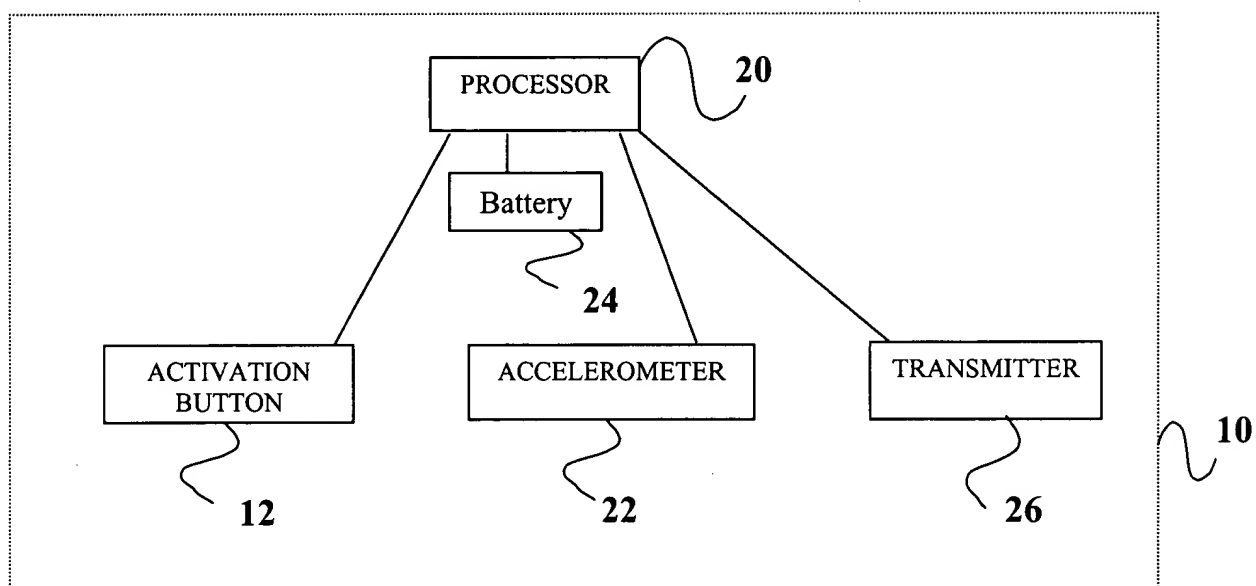 PROCESSOR
20
Battery
24
ACTIVATION
BUTTON
ACCELEROMETER
TRANSMITTER
10
12
22
26